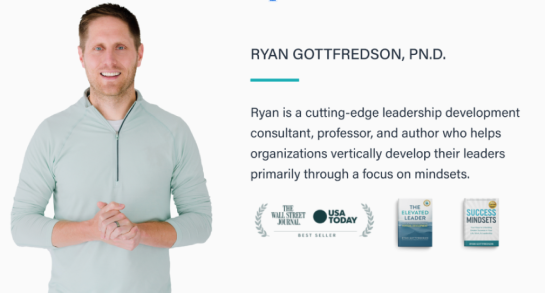 RYAN GOTTFREDSON, PN.D.
Ryan is a cutting-edge leadership development
consultant, professor, and author who helps
organizations vertically develop their leaders
primarily through a focus on mindsets.
THE
WALL STREET
JOURNAL
USA
TODAY
BEST SELLER
THE
ELEVATED
LEADER
SUCCESS
MINDSETS